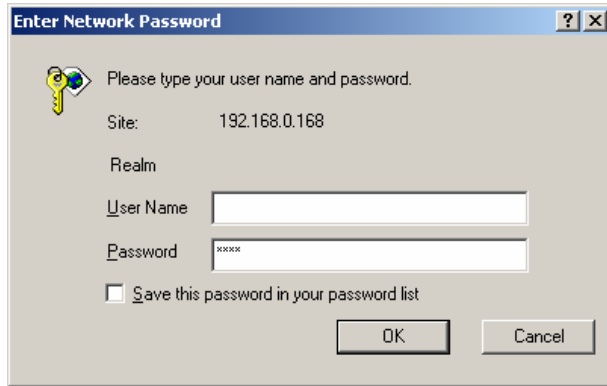 Enter Network Password
Please type your user name and password.
Site: 192.168.0.168
Realm
User Name
Password ****
Save this password in your password list
OK Cancel